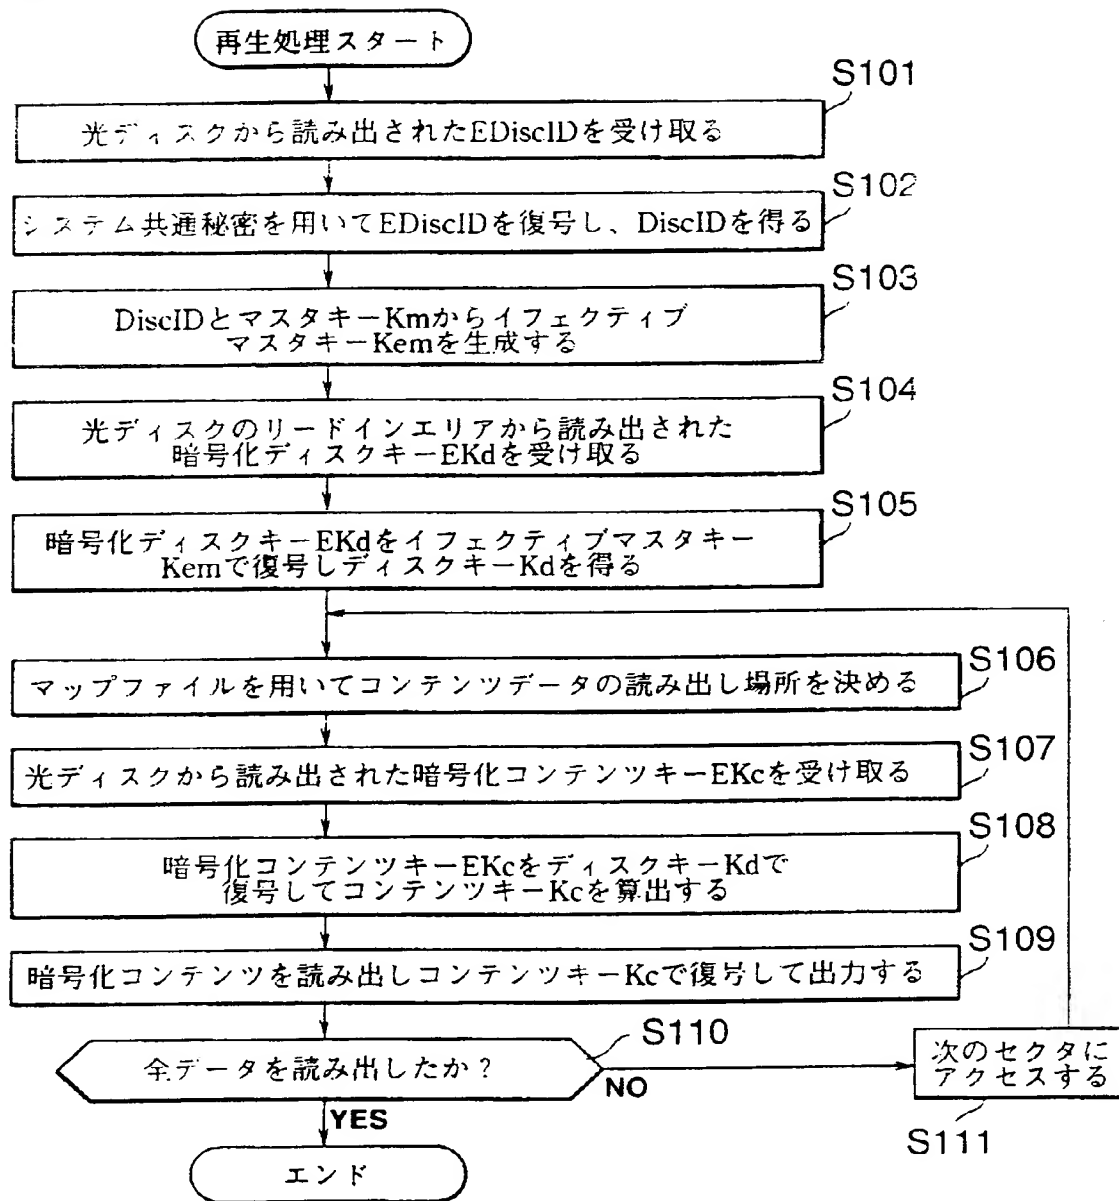 再生処理スタート
S101
光ディスクから読み出されたEDiscIDを受け取る
S102
システム共通秘密を用いてEDiscIDを復号し、DiscIDを得る
S103
DiscIDとマスタキーKmからイフェクティブ
マスタキーKemを生成する
S104
光ディスクのリードインエリアから読み出された
暗号化ディスクキーEKdを受け取る
S105
暗号化ディスクキーEKdをイフェクティブマスタキー
Kemで復号しディスクキーKdを得る
S106
マップファイルを用いてコンテンツデータの読み出し場所を決める
S107
光ディスクから読み出された暗号化コンテンツキーEKcを受け取る
S108
暗号化コンテンツキーEKcをディスクキーKdで
復号してコンテンツキーKcを算出する
S109
暗号化コンテンツを読み出しコンテンツキーKcで復号して出力する
S110
全データを読み出したか?
NO
次のセクタに
アクセスする
S111
YES
エンド